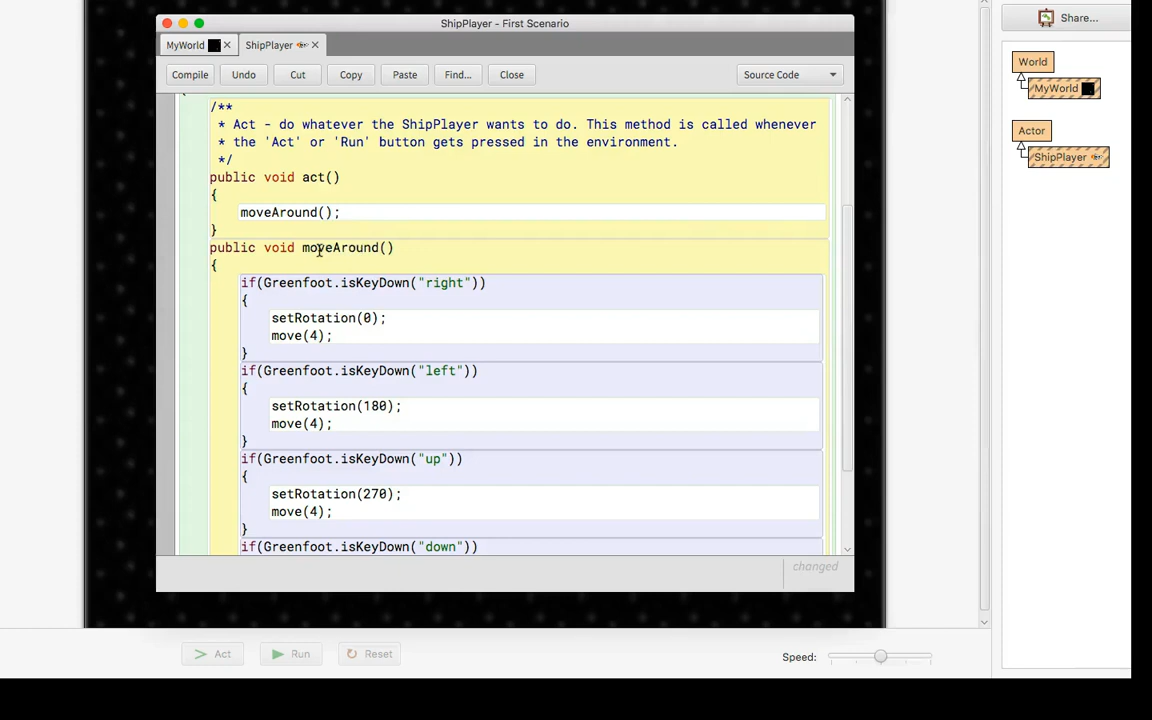 ShipPlayer - First Scenario
MyWorld
ShipPlayer
Compile
Undo
Cut
Copy
Paste
Find...
Close
Source Code
/**
* Act - do whatever the ShipPlayer wants to do. This method is called whenever
* the 'Act' or 'Run' button gets pressed in the environment.
*/
public void act()
{
moveAround();
}
public void moveAround()
{
if(Greenfoot.isKeyDown("right"))
{
setRotation(0);
move(4);
}
if(Greenfoot.isKeyDown("left"))
{
setRotation(180);
move(4);
}
if(Greenfoot.isKeyDown("up"))
{
setRotation(270);
move(4);
}
if(Greenfoot.isKeyDown("down"))
changed
Act
Run
Reset
Speed:
Share...
World
MyWorld
Actor
ShipPlayer